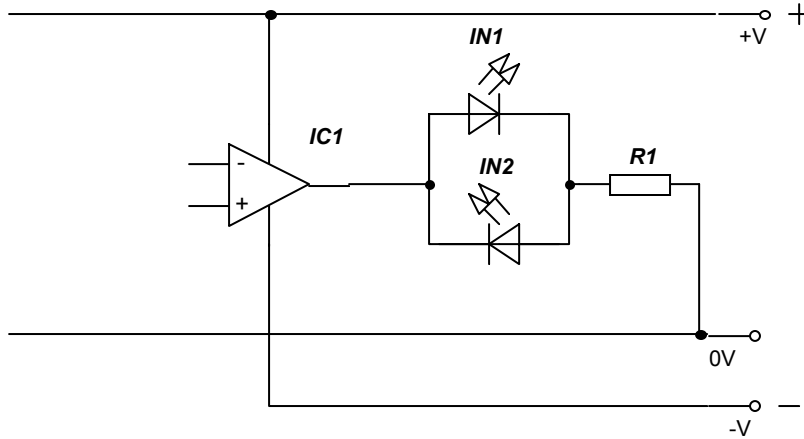 +
+V
IN1
IC1
R1
IN2
-
+
0V
-V